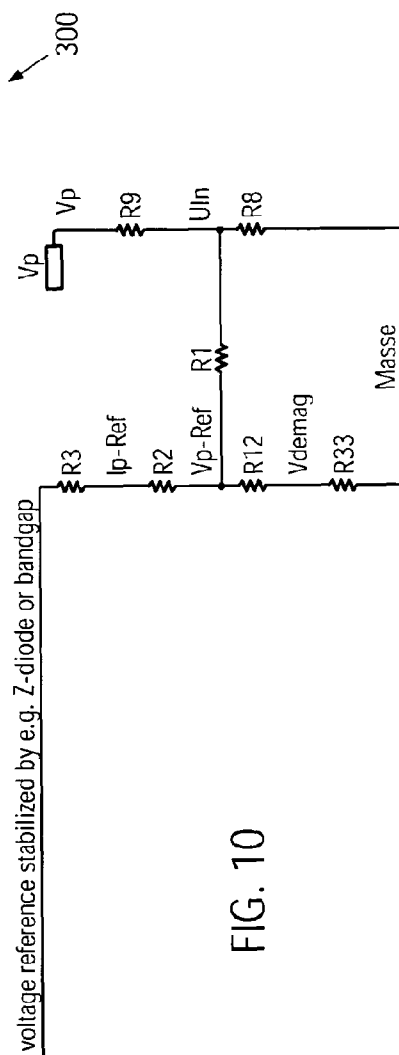 voltage reference stabilized by e.g. Z-diode or bandgap
300
Vp
Vp
R3
R9
Ip-Ref
R2
UIn
Vp-Ref
R1
R12
R8
Vdemag
R33
Masse
FIG. 10